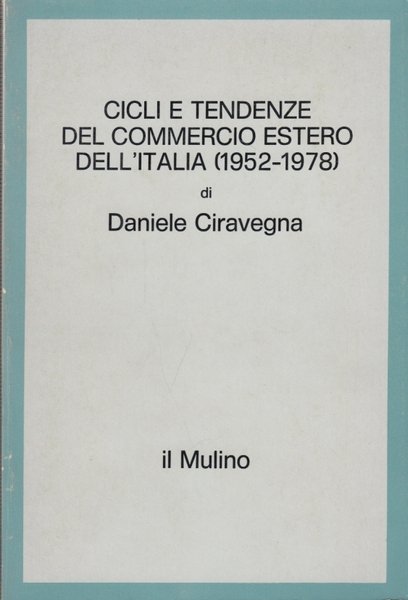 CICLI E TENDENZE
DEL COMMERCIO ESTERO
DELL'ITALIA (1952-1978)
di
Daniele Ciravegna
il Mulino